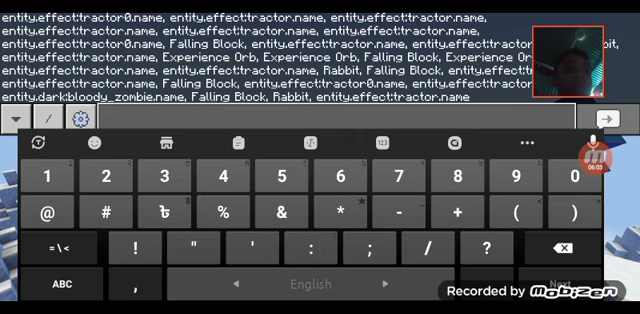 entity.effect:tractor0.name, entity.effect:tractor.name, entity.effect:tractor.name,
entity.effect:tractor.name, entity.effect:tractor.name, entity.effect:tractor.name,
entity.effect:tractor0.name, Falling Block, entity.effect:tractor.name, entity.effect:
entity.effect:tractor.name, Experience Orb, Experience Orb, Falling Block, Experience
entity.effect:tractor.name, entity.effect:tractor.name, Rabbit, Falling Block, entity.effect:
entity.effect:tractor.name, Falling Block, entity.effect:tractor0.name, entity.effect:
entity.dark:bloody_zombie.name, Falling Block, Rabbit, entity.effect:tractor.name
/
123
1 2 3 4 5 6 7 8 9 0
06:03
@ # ৳ % & * - + ( )
=\< ! " ' : ; / ?
ABC , English Next
Recorded by MOBIZEN